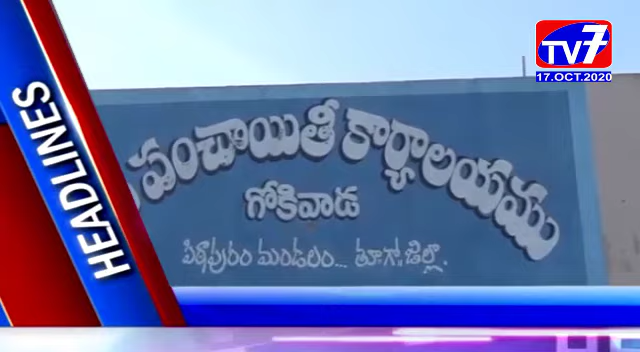 HEADLINES
TV7
17.OCT.2020
పంచాయితీ కార్యాలయము
గోకివాడ
పిఠాపురం మండలం... తూగో.జిల్లా.